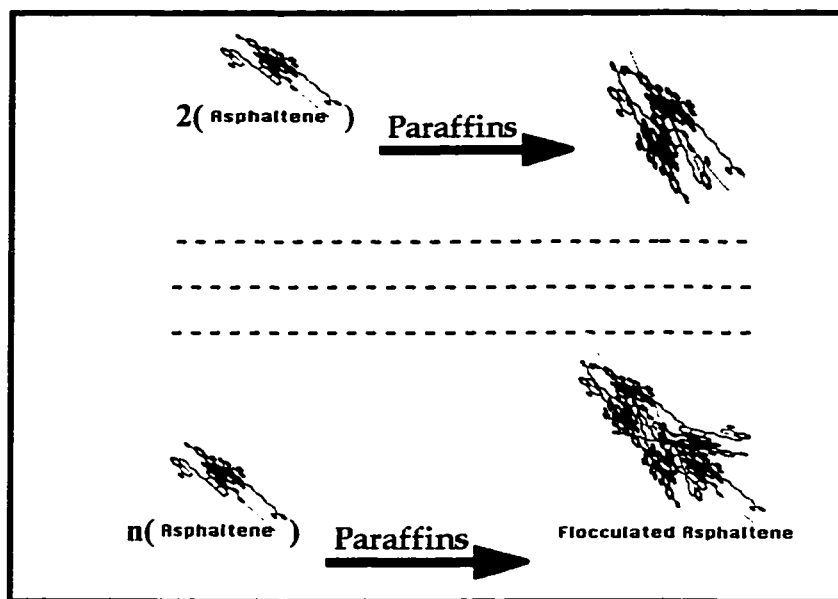 2( Asphaltene )
Paraffins
n( Asphaltene )
Paraffins
Flocculated Asphaltene